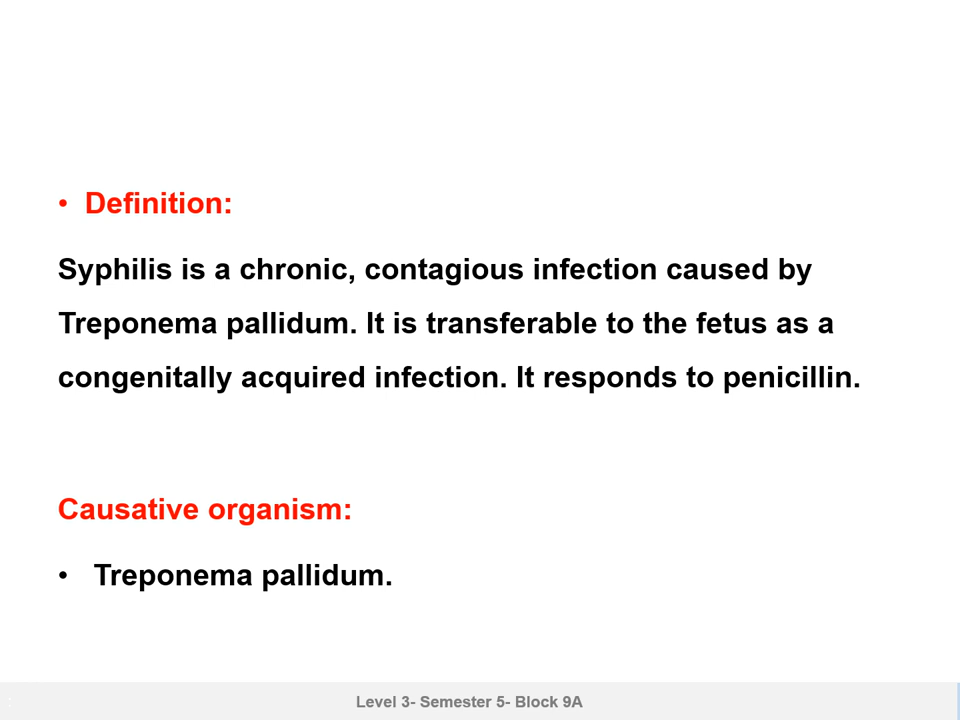 • Definition:
Syphilis is a chronic, contagious infection caused by
Treponema pallidum. It is transferable to the fetus as a
congenitally acquired infection. It responds to penicillin.
Causative organism:
• Treponema pallidum.
Level 3- Semester 5- Block 9A